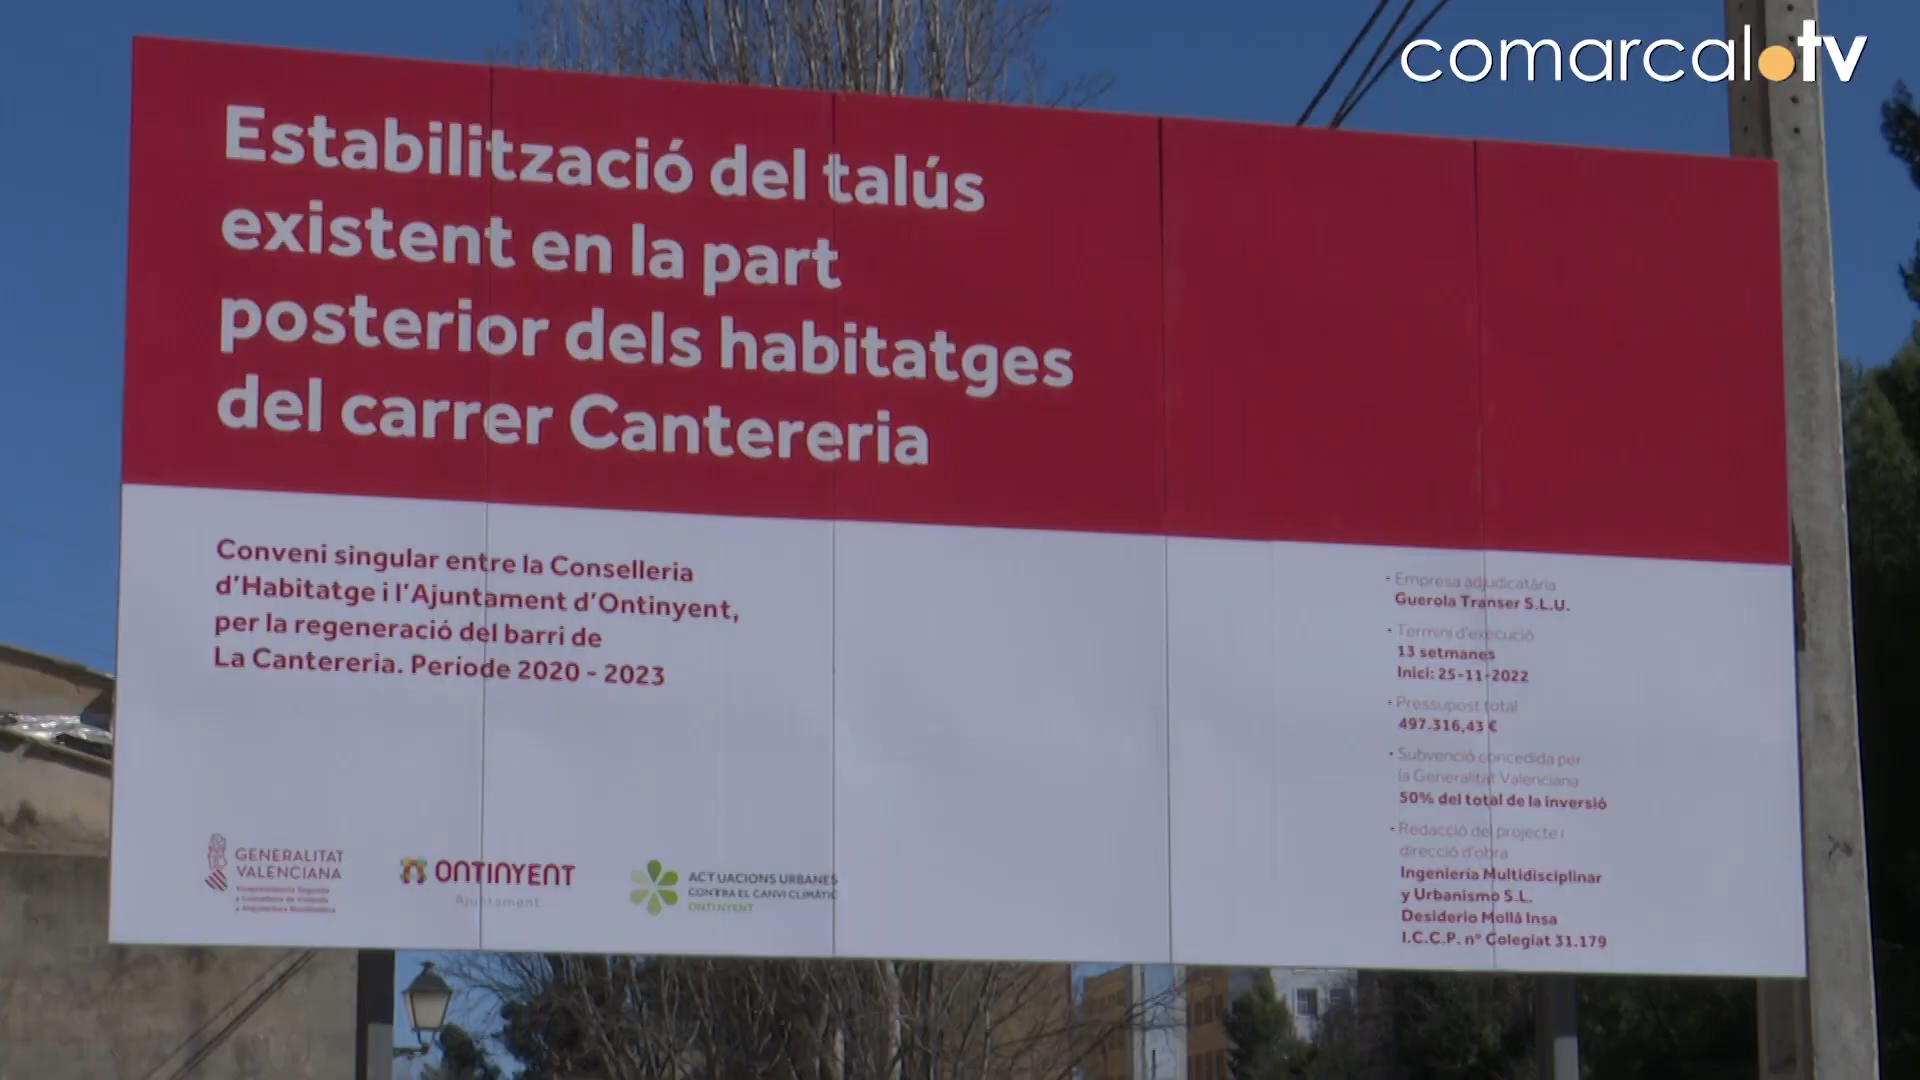 comarcal.tv
Estabilització del talús
existent en la part
posterior dels habitatges
del carrer Cantereria
Conveni singular entre la Conselleria
d'Habitatge i l'Ajuntament d'Ontinyent,
per la regeneració del barri de
La Cantereria. Periode 2020 - 2023
- Empresa adjudicatària
Guerola Transer S.L.U.
- Termini d'execució
13 setmanes
Inici: 25-11-2022
- Pressupost total
497.316,43 €
- Subvenció concedida per
la Generalitat Valenciana
50% del total de la inversió
- Redacció del projecte i
direcció d'obra
Ingenieria Multidisciplinar
y Urbanismo S.L.
Desiderio Mollá Insa
I.C.C.P. nº Colegiat 31.179
GENERALITAT
VALENCIANA
Vicepresidència Segona
ONTINYENT
Ajuntament
ACTUACIONS URBANES
CONTRA EL CANVI CLIMÀTIC
ONTINYENT